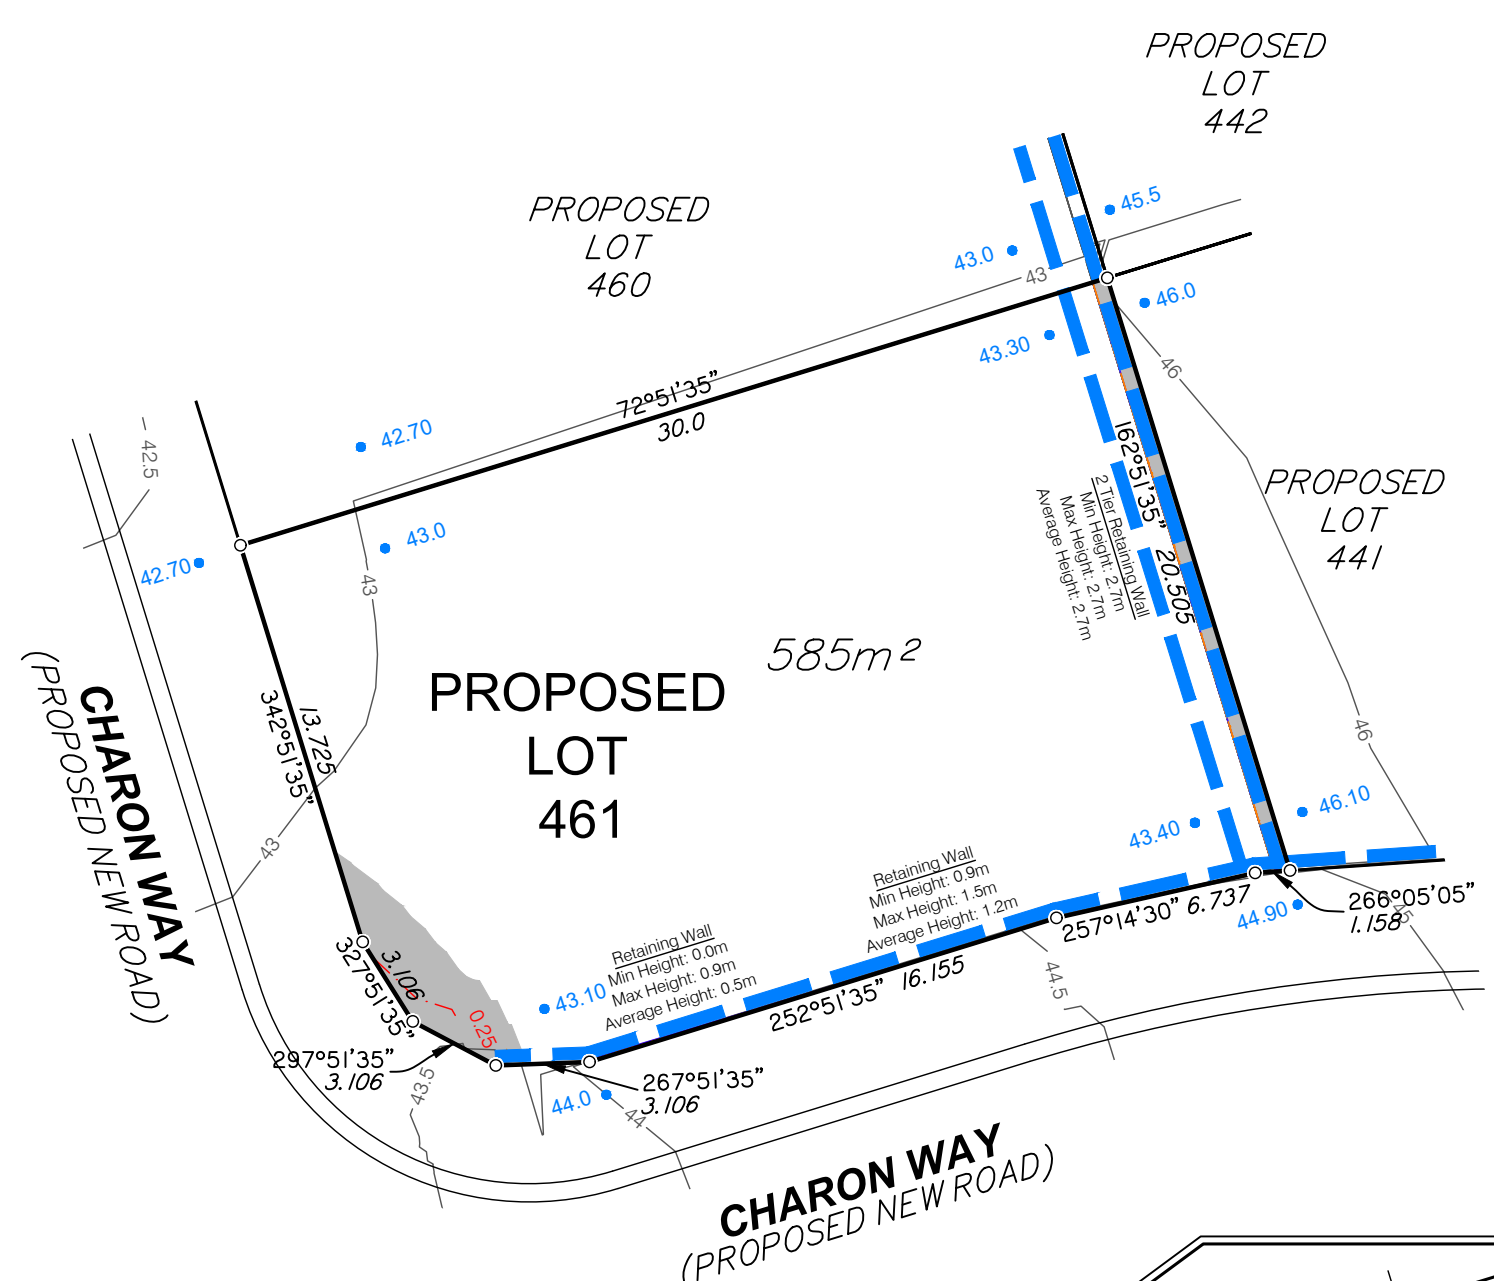 PROPOSED
LOT
442
PROPOSED
LOT
460
45.5
43.0
43
46.0
43.30
46
72°51'35"
30.0
42.70
42.5
43.0
42.70
43
162°51'35"
20.505
2 Tier Retaining Wall
Min Height: 2.7m
Max Height: 2.7m
Average Height: 2.7m
PROPOSED
LOT
441
585m²
PROPOSED
LOT
461
342°51'35"
13.725
CHARON WAY
(PROPOSED NEW ROAD)
43
46
46.10
43.40
Retaining Wall
Min Height: 0.9m
Max Height: 1.5m
Average Height: 1.2m
266°05'05"
1.158
45
44.90
257°14'30"
6.737
Retaining Wall
Min Height: 0.0m
Max Height: 0.9m
Average Height: 0.5m
327°51'35"
3.106
0.25
43.10
252°51'35"
16.155
44.5
297°51'35"
3.106
43.5
267°51'35"
3.106
44.0
44
CHARON WAY
(PROPOSED NEW ROAD)